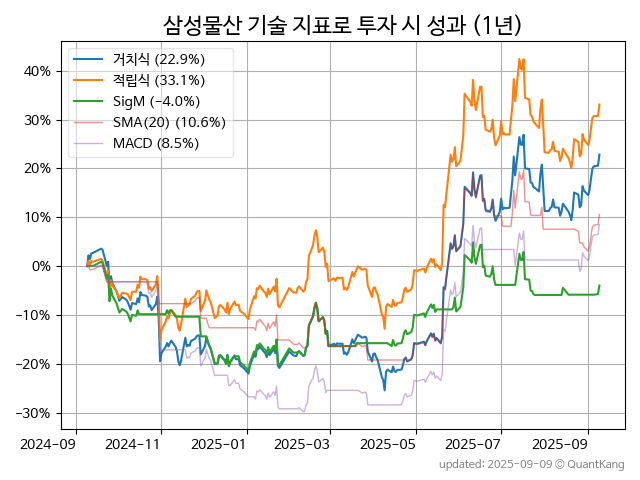 삼성물산 기술 지표로 투자 시 성과 (1년)
거치식 (22.9%)
적립식 (33.1%)
SigM (−4.0%)
SMA(20) (10.6%)
MACD (8.5%)
40%
30%
20%
10%
0%
−10%
−20%
−30%
2024-09 2024-11 2025-01 2025-03 2025-05 2025-07 2025-09
updated: 2025-09-09 © QuantKang